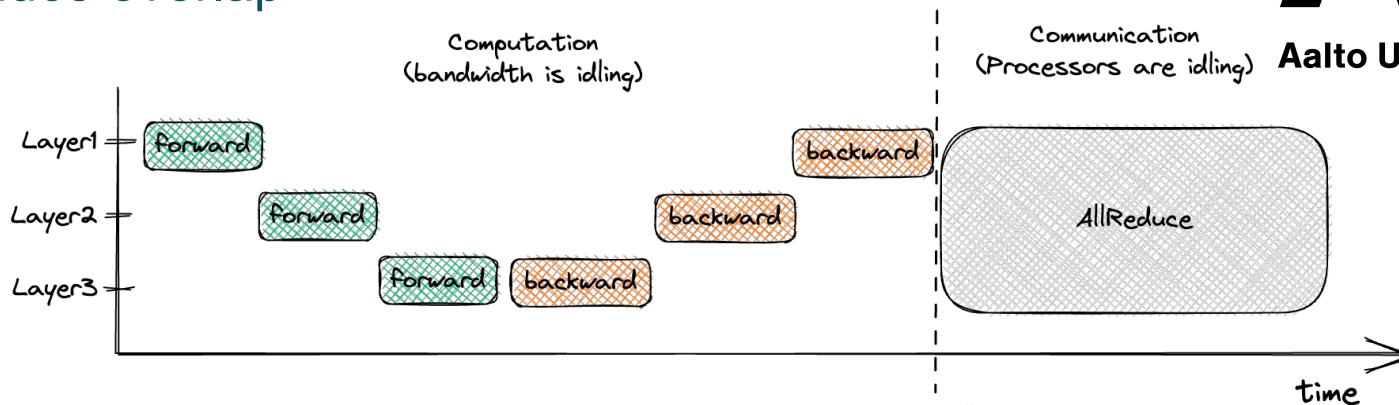 overlap
Computation
(bandwidth is idling)
Communication
(Processors are idling)
Aalto U
Layer1
forward
backward
Layer2
forward
backward
AllReduce
Layer3
forward
backward
time